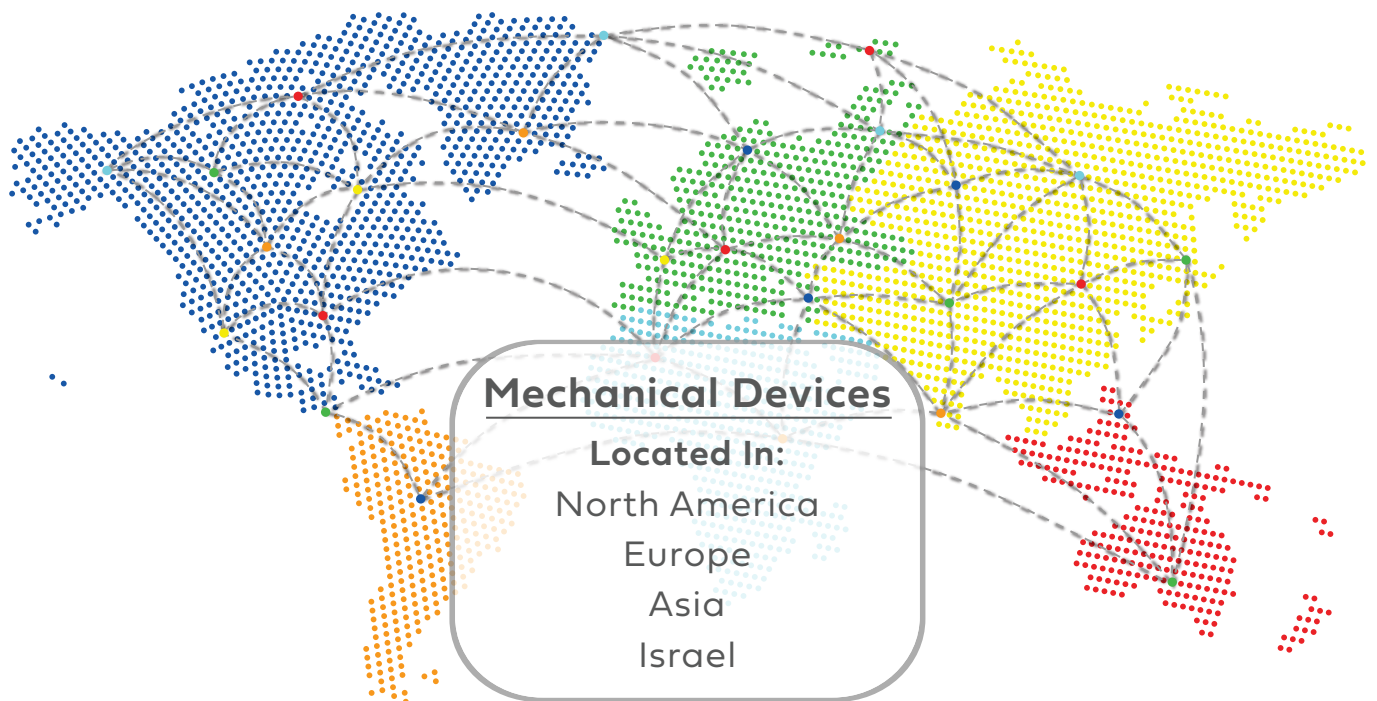 Mechanical Devices
Located In:
North America
Europe
Asia
Israel